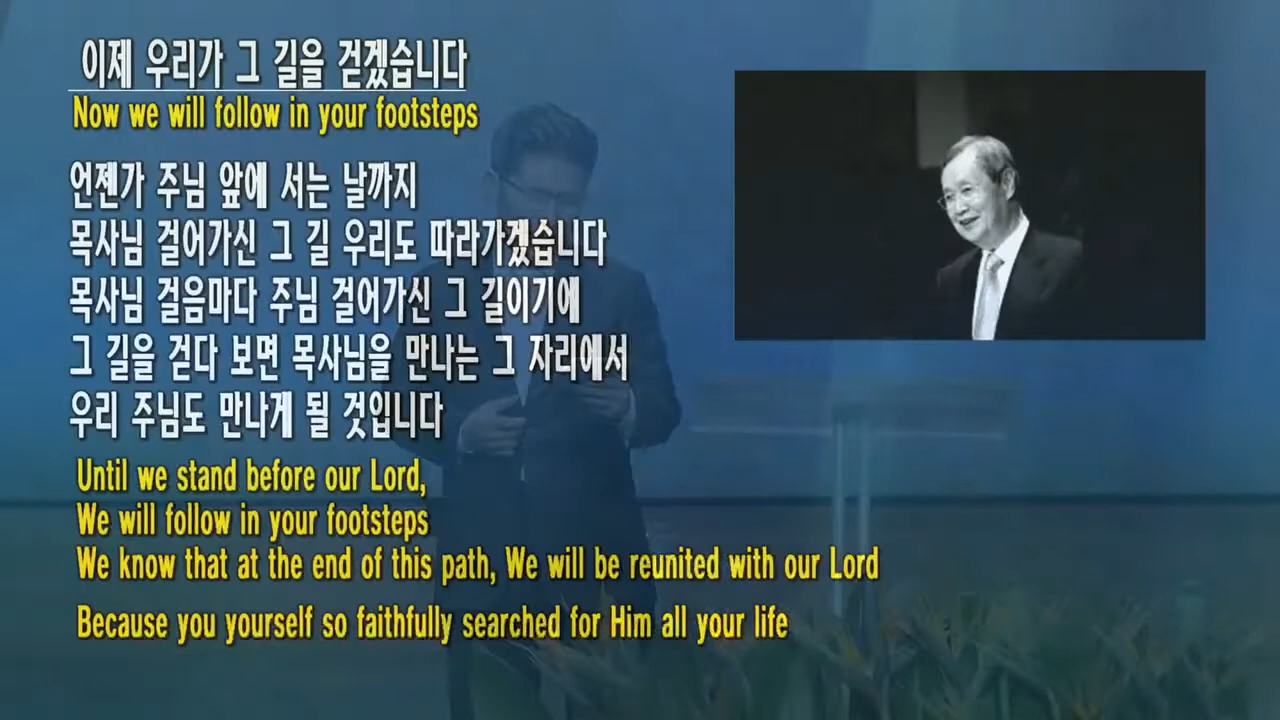 이제 우리가 그 길을 걷겠습니다
Now we will follow in your footsteps
언젠가 주님 앞에 서는 날까지
목사님 걸어가신 그 길 우리도 따라가겠습니다
목사님 걸음마다 주님 걸어가신 그 길이기에
그 길을 걷다 보면 목사님을 만나는 그 자리에서
우리 주님도 만나게 될 것입니다
Until we stand before our Lord,
We will follow in your footsteps
We know that at the end of this path, We will be reunited with our Lord
Because you yourself so faithfully searched for Him all your life